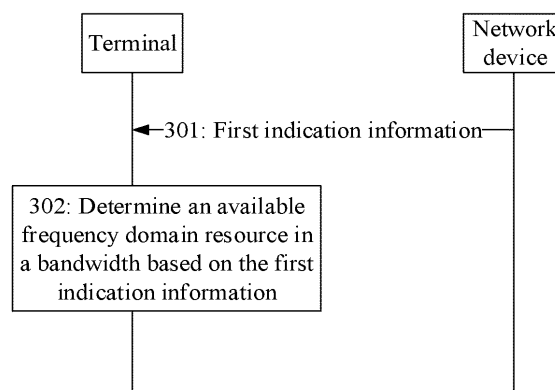 Terminal
Network
device
301: First indication information
302: Determine an available
frequency domain resource in
a bandwidth based on the first
indication information